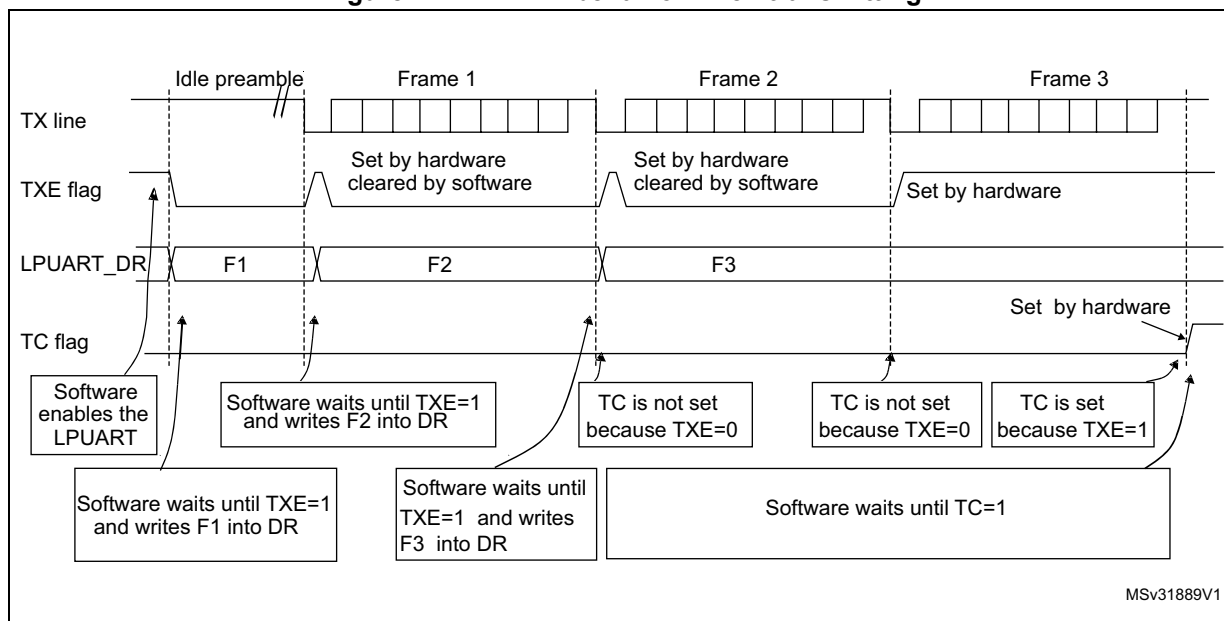 Idle preamble
Frame 1
Frame 2
Frame 3
TX line
Set by hardware
cleared by software
Set by hardware
cleared by software
TXE flag
Set by hardware
LPUART_DR
F1
F2
F3
Set by hardware
TC flag
Software
enables the
LPUART
Software waits until TXE=1
and writes F2 into DR
TC is not set
because TXE=0
TC is not set
because TXE=0
TC is set
because TXE=1
Software waits until TXE=1
and writes F1 into DR
Software waits until
TXE=1 and writes
F3 into DR
Software waits until TC=1
MSv31889V1